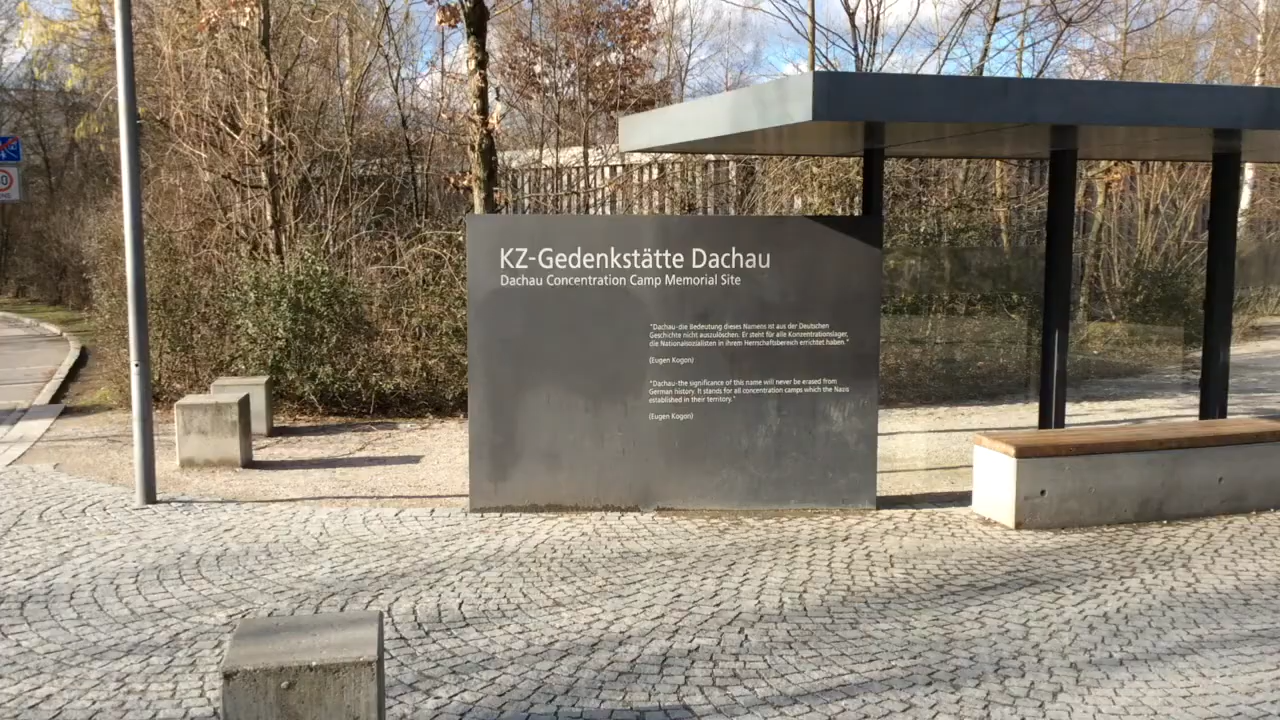 KZ-Gedenkstätte Dachau
Dachau Concentration Camp Memorial Site
"Dachau-die Bedeutung dieses Namens ist aus der Deutschen
Geschichte nicht auszulöschen. Er steht für alle Konzentrationslager,
die Nationalsozialisten in ihrem Herrschaftsbereich errichtet haben."
(Eugen Kogon)
"Dachau-the significance of this name will never be erased from
German history. It stands for all concentration camps which the Nazis
established in their territory."
(Eugen Kogon)